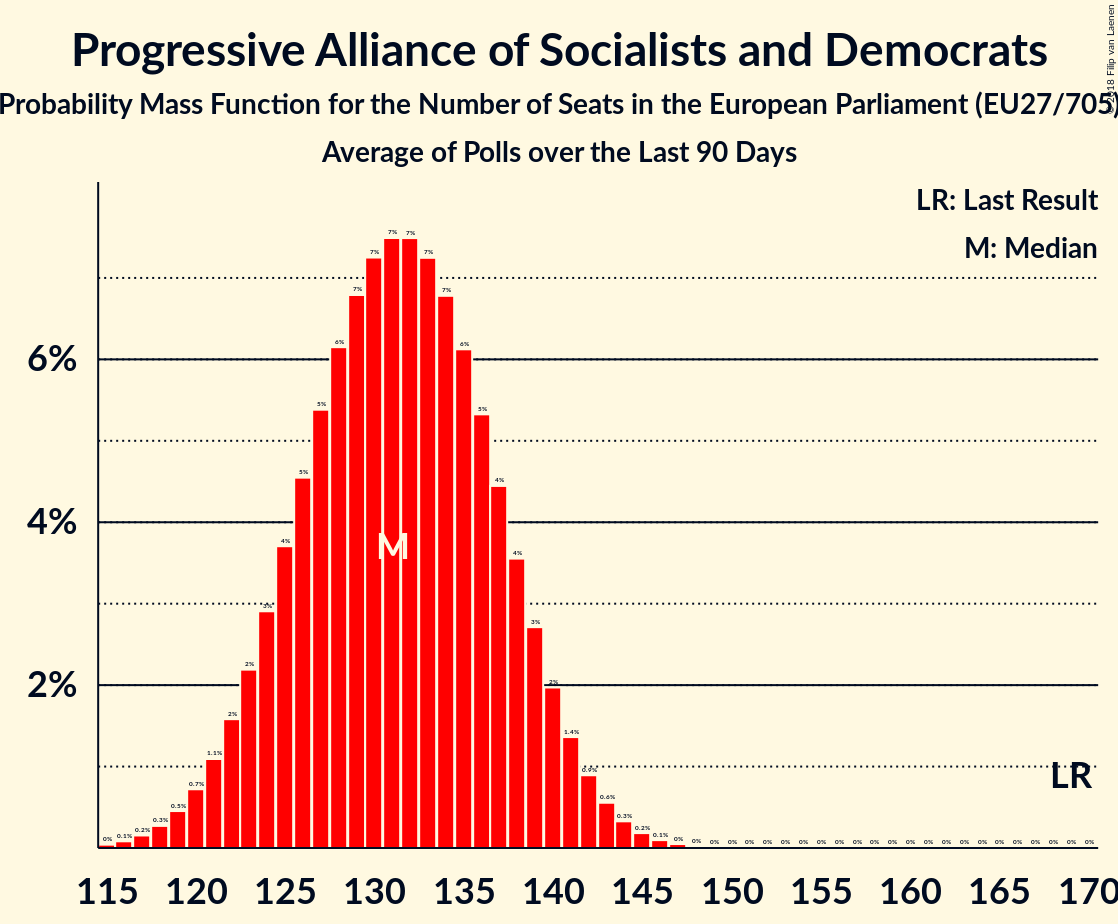 Progressive Alliance of Socialists and Democrats
Probability Mass Function for the Number of Seats in the European Parliament (EU27/705)
Average of Polls over the Last 90 Days
© 2018 Filip van Laenen
LR: Last Result
M: Median
6%
4%
2%
0% 0.1% 0.2% 0.3% 0.5% 0.7% 1.1% 2% 2% 3% 4% 5% 5% 6% 7% 7% 7% 7% 7% 7% 6% 5% 4% 4% 3% 2% 1.4% 0.9% 0.6% 0.3% 0.2% 0.1% 0% 0% 0% 0% 0% 0% 0% 0% 0% 0% 0% 0% 0% 0% 0% 0% 0% 0% 0% 0% 0% 0% 0% 0%
M
LR
115 120 125 130 135 140 145 150 155 160 165 170